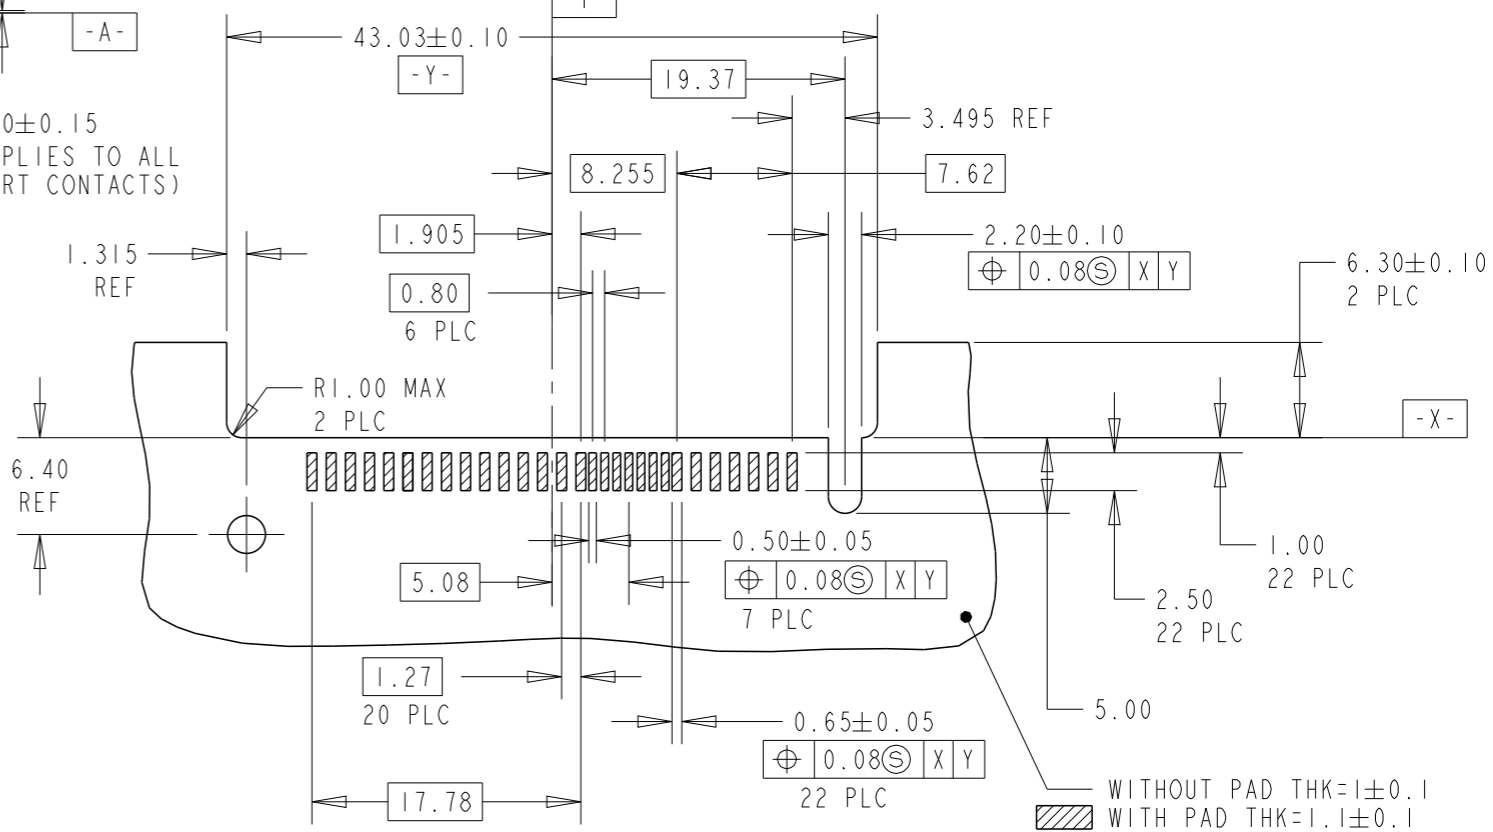 -A-
43.03±0.10
-Y-
19.37
3.495 REF
0±0.15
PLIES TO ALL
RT CONTACTS)
8.255
7.62
1.905
2.20±0.10
0.08Ⓢ X Y
1.315
REF
0.80
6 PLC
6.30±0.10
2 PLC
R1.00 MAX
2 PLC
-X-
6.40
REF
0.50±0.05
0.08Ⓢ X Y
7 PLC
5.08
1.00
22 PLC
2.50
22 PLC
1.27
20 PLC
5.00
0.65±0.05
0.08Ⓢ X Y
22 PLC
17.78
WITHOUT PAD THK=1±0.1
WITH PAD THK=1.1±0.1